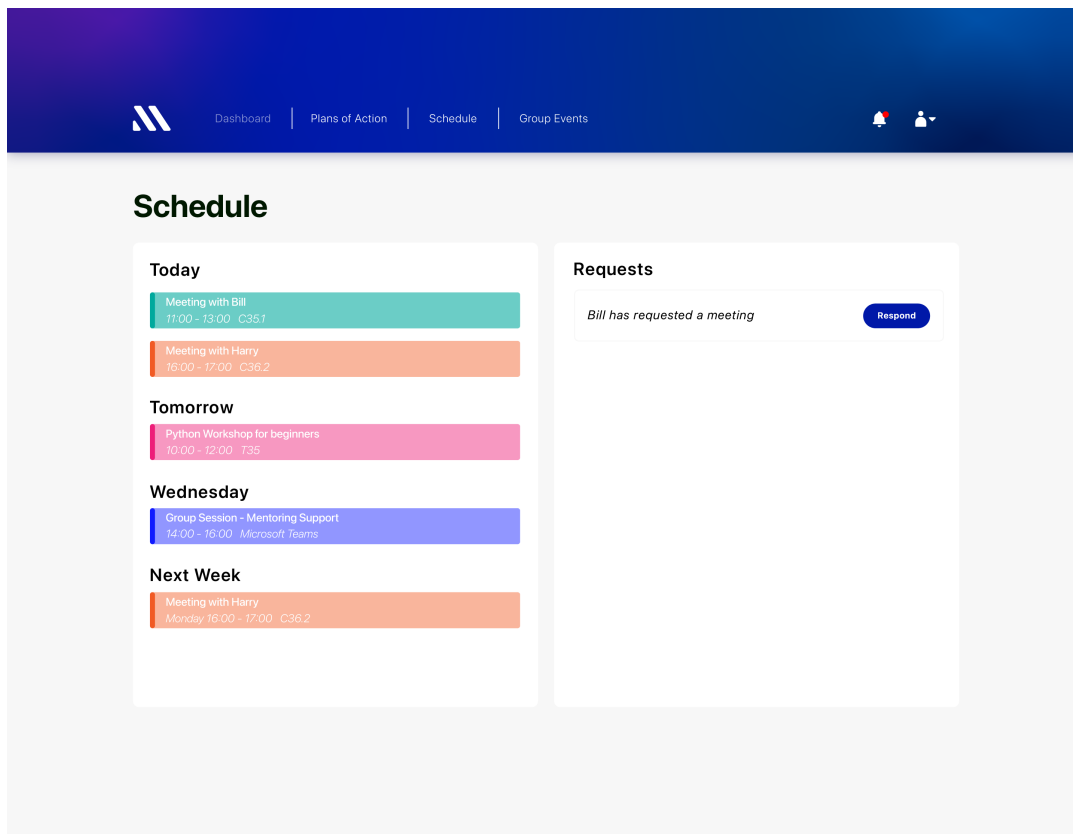 Dashboard
Plans of Action
Schedule
Group Events
Schedule
Today
Meeting with Bill
11:00 - 13:00 C35.1
Meeting with Harry
16:00 - 17:00 C36.2
Tomorrow
Python Workshop for beginners
10:00 - 12:00 T35
Wednesday
Group Session - Mentoring Support
14:00 - 16:00 Microsoft Teams
Next Week
Meeting with Harry
Monday 16:00 - 17:00 C36.2
Requests
Bill has requested a meeting
Respond